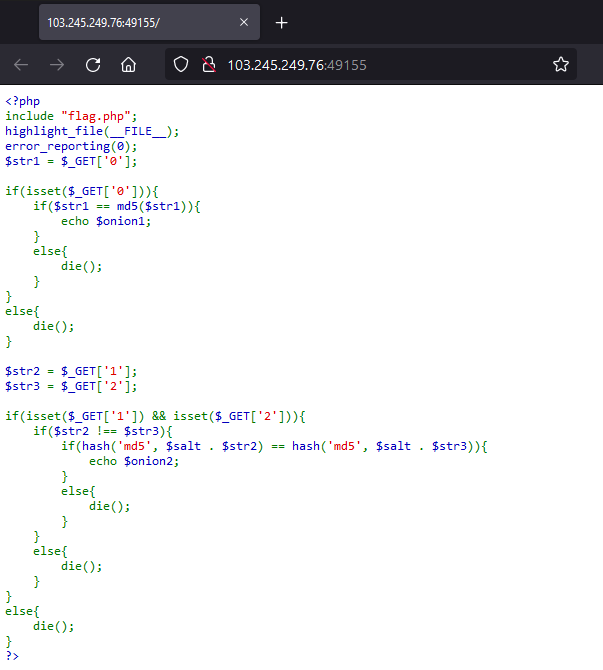 103.245.249.76:49155/
103.245.249.76:49155
<?php
include "flag.php";
highlight_file(__FILE__);
error_reporting(0);
$str1 = $_GET['0'];

if(isset($_GET['0'])){
    if($str1 == md5($str1)){
        echo $onion1;
    }
    else{
        die();
    }
}
else{
    die();
}

$str2 = $_GET['1'];
$str3 = $_GET['2'];

if(isset($_GET['1']) && isset($_GET['2'])){
    if($str2 !== $str3){
        if(hash('md5', $salt . $str2) == hash('md5', $salt . $str3)){
            echo $onion2;
        }
        else{
            die();
        }
    }
    else{
        die();
    }
}
else{
    die();
}
?>